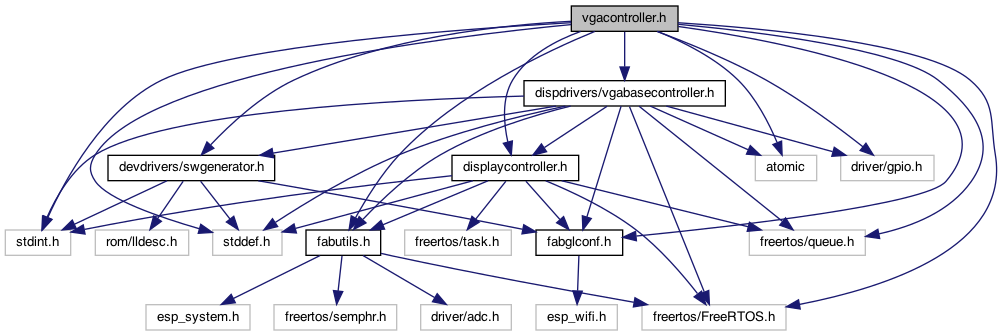 vgacontroller.h
dispdrivers/vgabasecontroller.h
devdrivers/swgenerator.h
displaycontroller.h
atomic
driver/gpio.h
stdint.h
rom/lldesc.h
stddef.h
fabutils.h
freertos/task.h
fabglconf.h
freertos/queue.h
esp_system.h
freertos/semphr.h
driver/adc.h
esp_wifi.h
freertos/FreeRTOS.h